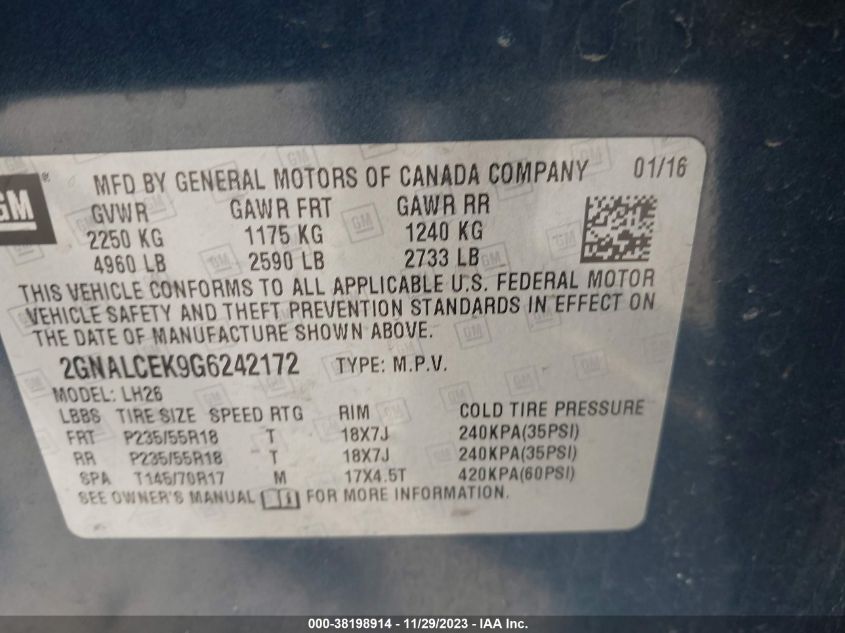 GM
MFD BY GENERAL MOTORS OF CANADA COMPANY 01/16
GVWR GAWR FRT GAWR RR
2250 KG 1175 KG 1240 KG
4960 LB 2590 LB 2733 LB
THIS VEHICLE CONFORMS TO ALL APPLICABLE U.S. FEDERAL MOTOR
VEHICLE SAFETY AND THEFT PREVENTION STANDARDS IN EFFECT ON
THE DATE OF MANUFACTURE SHOWN ABOVE.
2GNALCEK9G6242172 TYPE: M.P.V.
MODEL: LH26
LBBS TIRE SIZE SPEED RTG RIM COLD TIRE PRESSURE
FRT P235/55R18 T 18X7J 240KPA(35PSI)
RR P235/55R18 T 18X7J 240KPA(35PSI)
SPA T145/70R17 M 17X4.5T 420KPA(60PSI)
SEE OWNER'S MANUAL FOR MORE INFORMATION.
000-38198914 - 11/29/2023 - IAA Inc.